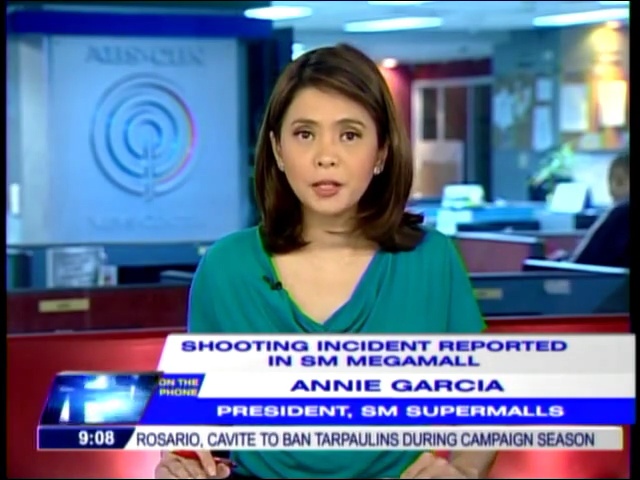 ABS-CBN
SHOOTING INCIDENT REPORTED
IN SM MEGAMALL
ON THE
PHONE
ANNIE GARCIA
PRESIDENT, SM SUPERMALLS
9:08
ROSARIO, CAVITE TO BAN TARPAULINS DURING CAMPAIGN SEASON